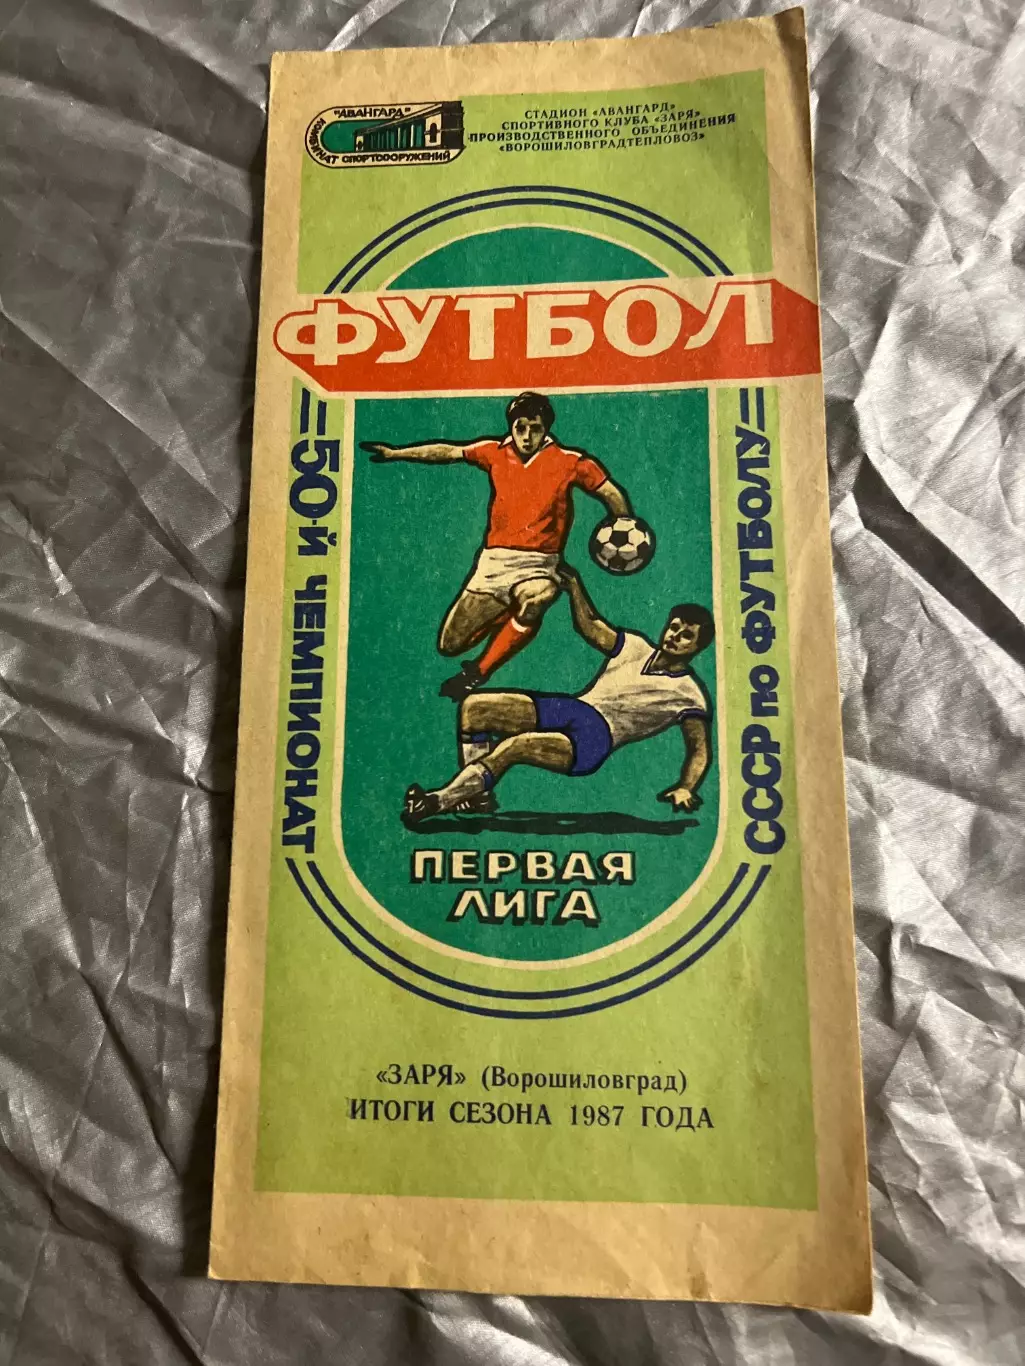 "АВАНГАРД"
КОМБИНАТ СПОРТСООРУЖЕНИЙ
СТАДИОН «АВАНГАРД»
СПОРТИВНОГО КЛУБА «ЗАРЯ»
ПРОИЗВОДСТВЕННОГО ОБЪЕДИНЕНИЯ
«ВОРОШИЛОВГРАДТЕПЛОВОЗ»
ФУТБОЛ
50-й ЧЕМПИОНАТ
СССР по ФУТБОЛУ
ПЕРВАЯ
ЛИГА
«ЗАРЯ» (Ворошиловград)
ИТОГИ СЕЗОНА 1987 ГОДА